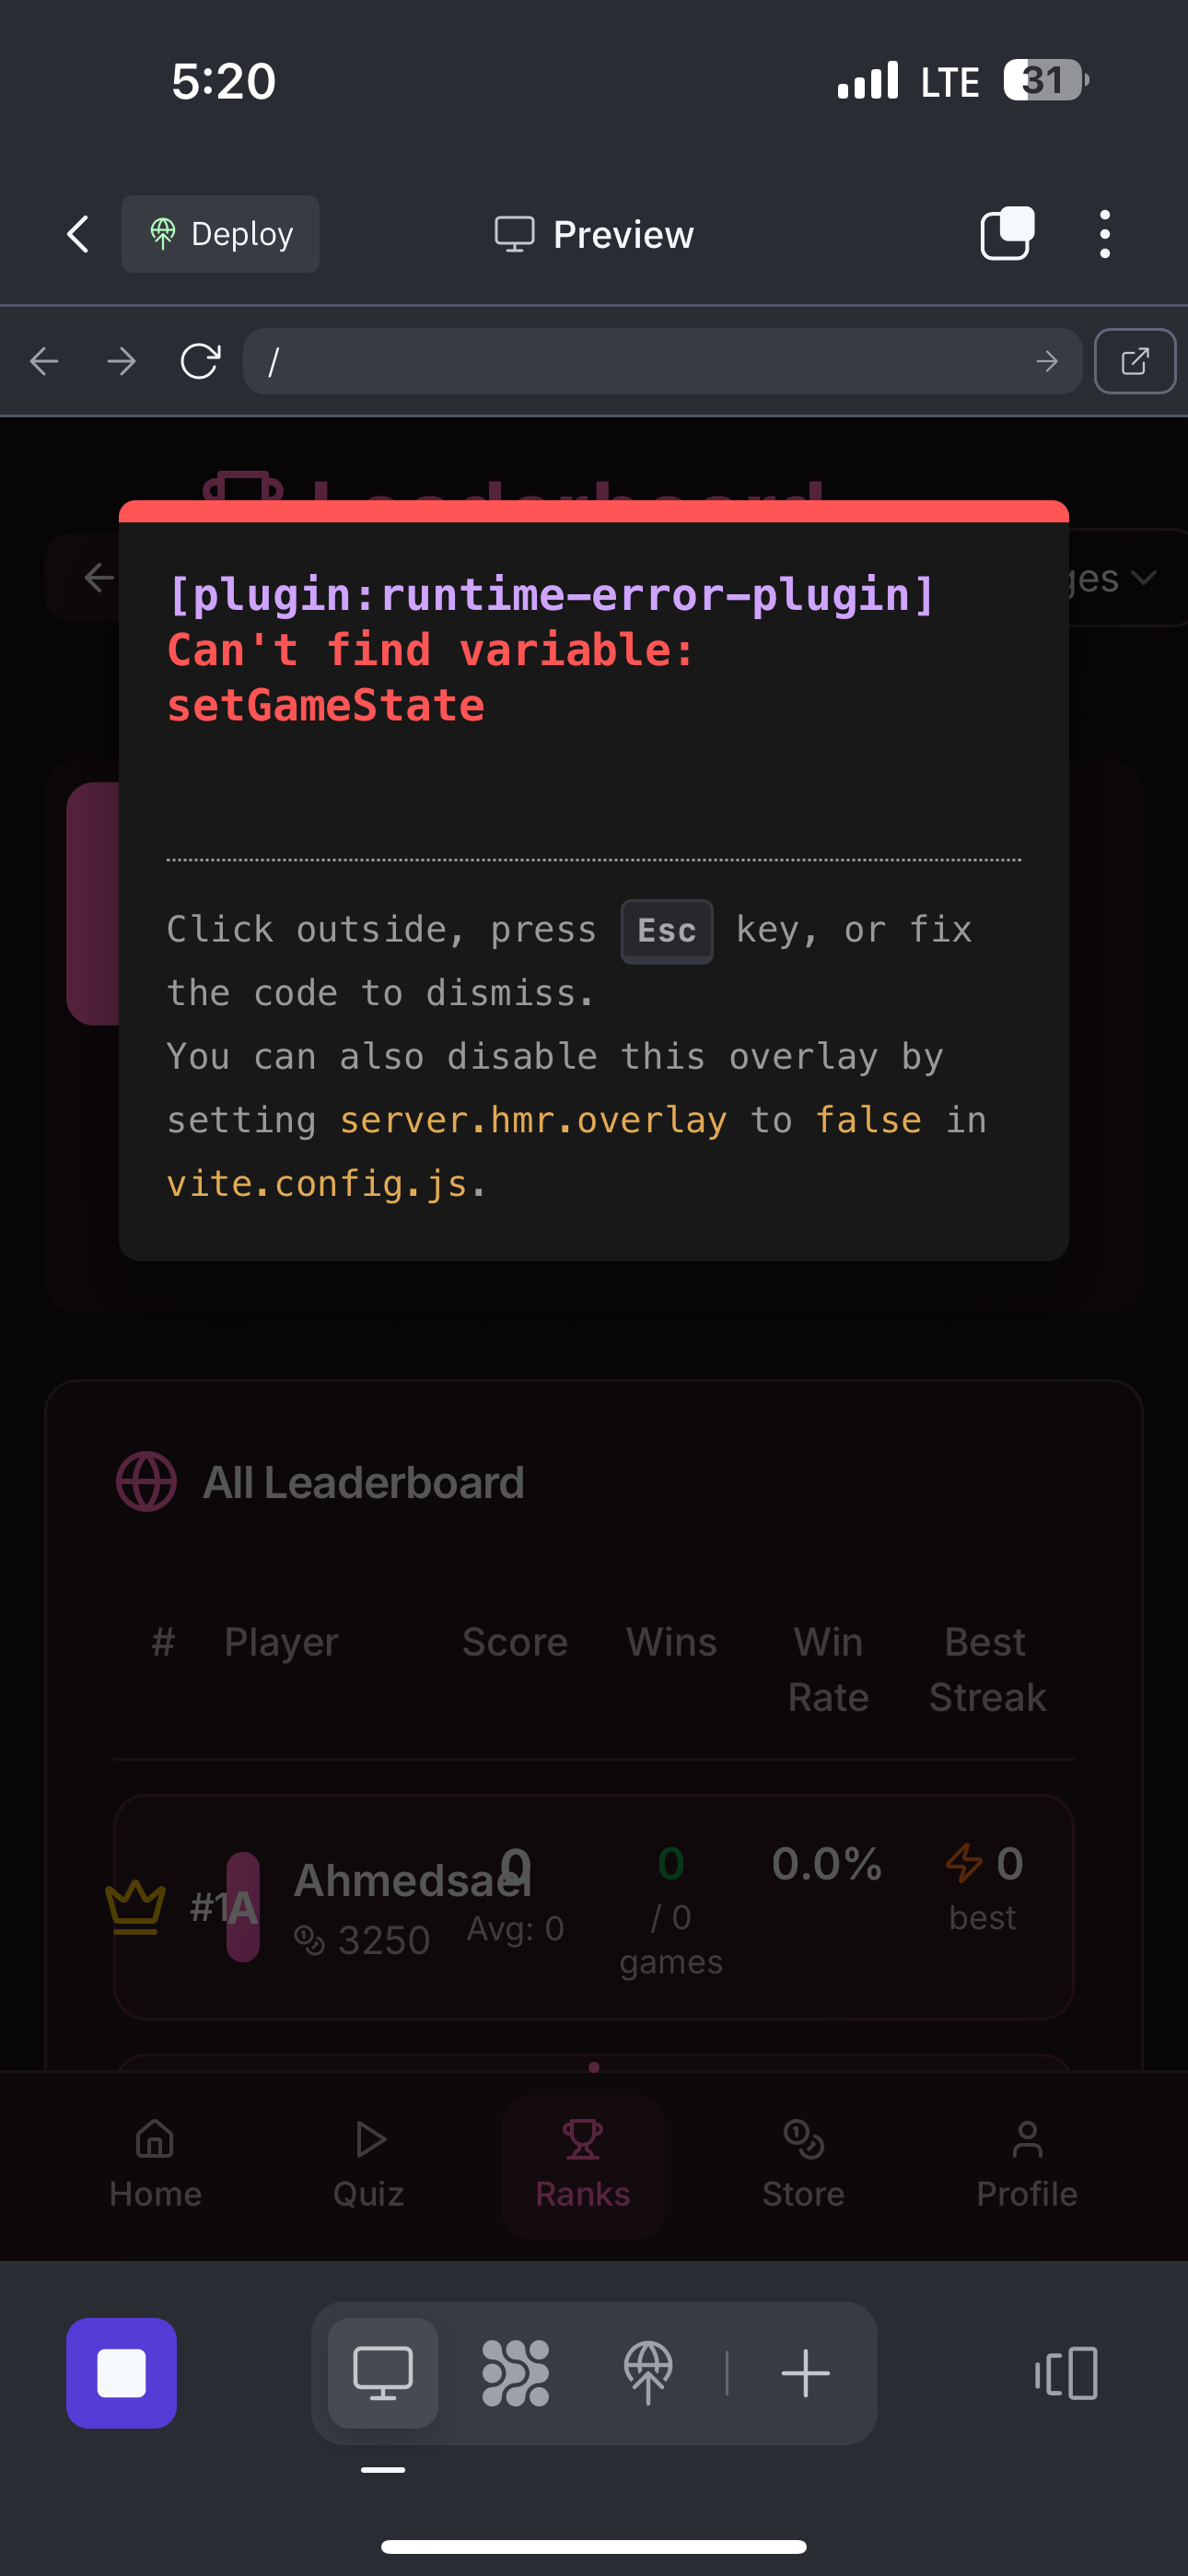 5:20
LTE 31
Deploy
Preview
/
Leaderboard
ges
[plugin:runtime-error-plugin]
Can't find variable:
setGameState
Click outside, press Esc key, or fix
the code to dismiss.
You can also disable this overlay by
setting server.hmr.overlay to false in
vite.config.js.
All Leaderboard
# Player Score Wins Win Rate Best Streak
#1 A Ahmedsael 0 0 0.0% 0
3250 Avg: 0 / 0 games best
Home Quiz Ranks Store Profile